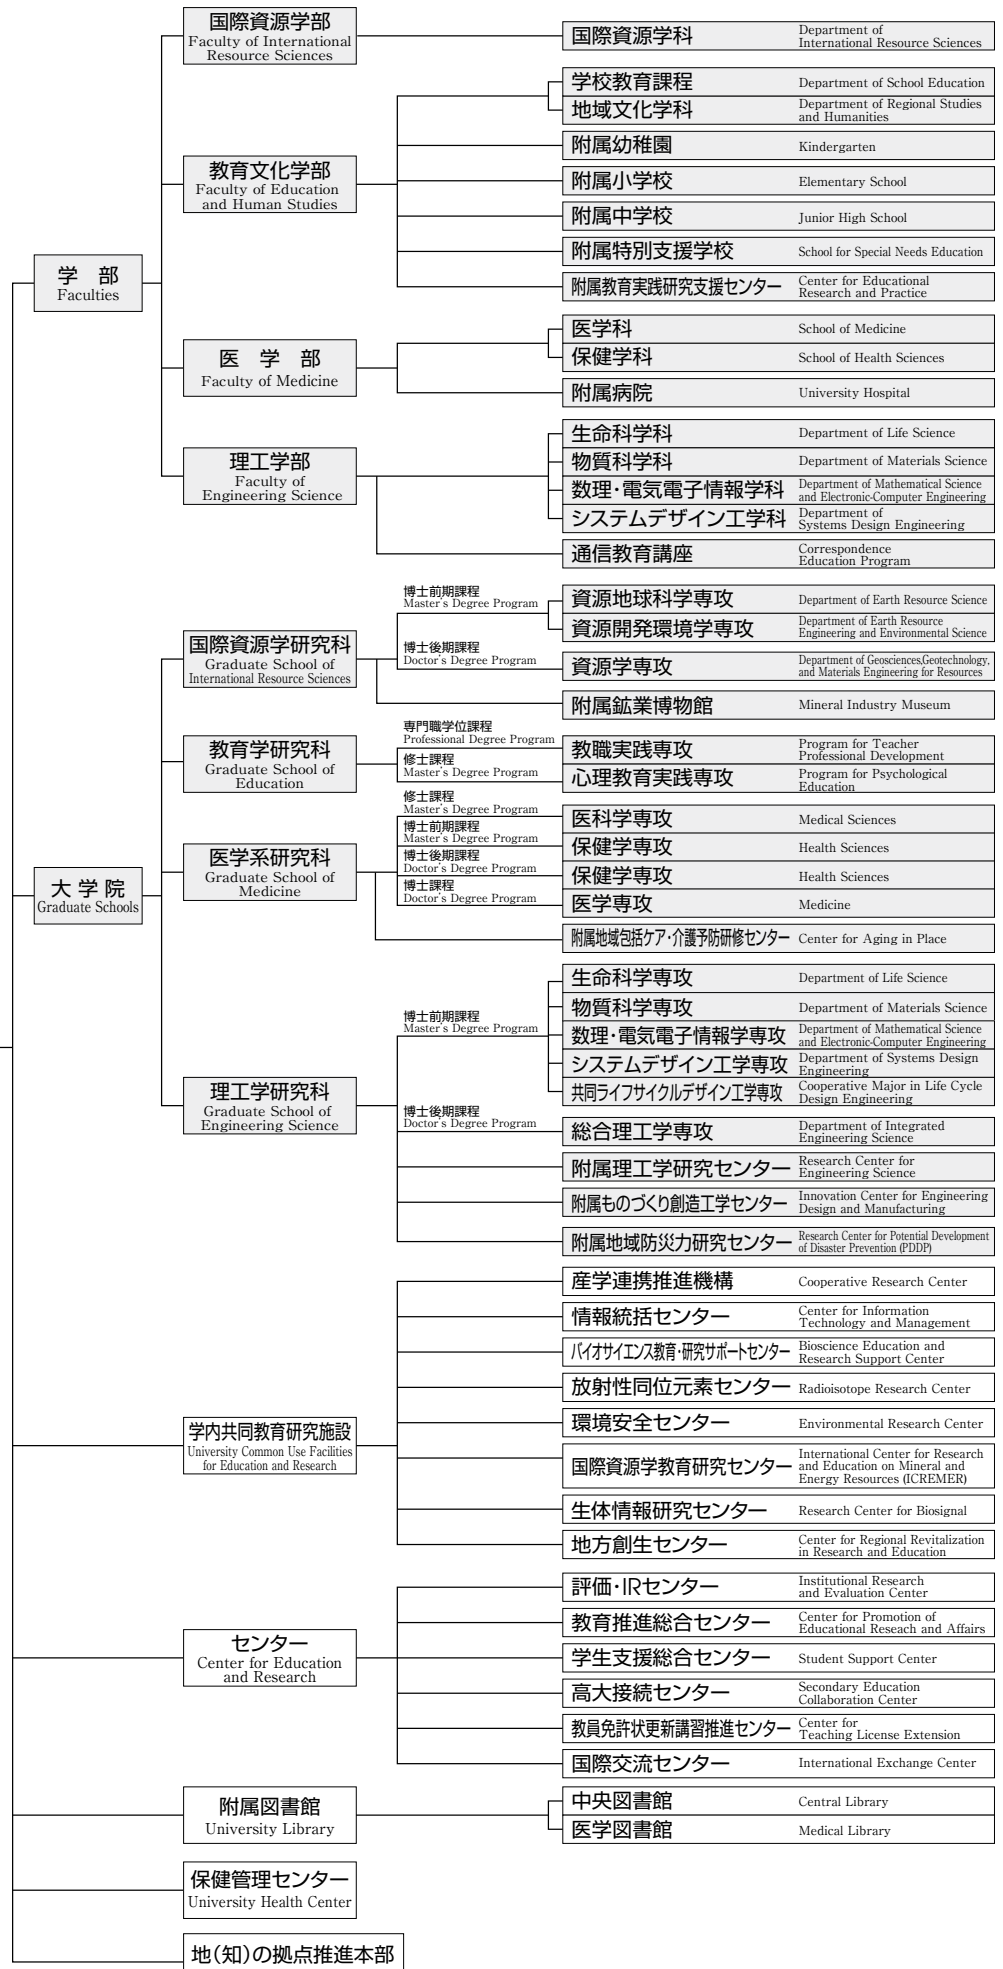 国際資源学部
Faculty of International
Resource Sciences
国際資源学科
Department of
International Resource Sciences
学校教育課程
Department of School Education
地域文化学科
Department of Regional Studies
and Humanities
附属幼稚園
Kindergarten
教育文化学部
Faculty of Education
and Human Studies
附属小学校
Elementary School
附属中学校
Junior High School
附属特別支援学校
School for Special Needs Education
附属教育実践研究支援センター
Center for Educational
Research and Practice
学 部
Faculties
医 学 部
Faculty of Medicine
医学科
School of Medicine
保健学科
School of Health Sciences
附属病院
University Hospital
理工学部
Faculty of
Engineering Science
生命科学科
Department of Life Science
物質科学科
Department of Materials Science
数理・電気電子情報学科
Department of Mathematical Science
and Electronic-Computer Engineering
システムデザイン工学科
Department of
Systems Design Engineering
通信教育講座
Correspondence
Education Program
国際資源学研究科
Graduate School of
International Resource Sciences
博士前期課程
Master's Degree Program
資源地球科学専攻
Department of Earth Resource Science
資源開発環境学専攻
Department of Earth Resource
Engineering and Environmental Science
博士後期課程
Doctor's Degree Program
資源学専攻
Department of Geosciences,Geotechnology,
and Materials Engineering for Resources
附属鉱業博物館
Mineral Industry Museum
教育学研究科
Graduate School of
Education
専門職学位課程
Professional Degree Program
教職実践専攻
Program for Teacher
Professional Development
修士課程
Master's Degree Program
心理教育実践専攻
Program for Psychological
Education
大 学 院
Graduate Schools
医学系研究科
Graduate School of
Medicine
修士課程
Master's Degree Program
医科学専攻
Medical Sciences
博士前期課程
Master's Degree Program
保健学専攻
Health Sciences
博士後期課程
Doctor's Degree Program
保健学専攻
Health Sciences
博士課程
Doctor's Degree Program
医学専攻
Medicine
附属地域包括ケア・介護予防研修センター
Center for Aging in Place
理工学研究科
Graduate School of
Engineering Science
博士前期課程
Master's Degree Program
生命科学専攻
Department of Life Science
物質科学専攻
Department of Materials Science
数理・電気電子情報学専攻
Department of Mathematical Science
and Electronic-Computer Engineering
システムデザイン工学専攻
Department of Systems Design
Engineering
共同ライフサイクルデザイン工学専攻
Cooperative Major in Life Cycle
Design Engineering
博士後期課程
Doctor's Degree Program
総合理工学専攻
Department of Integrated
Engineering Science
附属理工学研究センター
Research Center for
Engineering Science
附属ものづくり創造工学センター
Innovation Center for Engineering
Design and Manufacturing
附属地域防災力研究センター
Research Center for Potential Development
of Disaster Prevention (PDDP)
学内共同教育研究施設
University Common Use Facilities
for Education and Research
産学連携推進機構
Cooperative Research Center
情報統括センター
Center for Information
Technology and Management
バイオサイエンス教育・研究サポートセンター
Bioscience Education and
Research Support Center
放射性同位元素センター
Radioisotope Research Center
環境安全センター
Environmental Research Center
国際資源学教育研究センター
International Center for Research
and Education on Mineral and
Energy Resources (ICREMER)
生体情報研究センター
Research Center for Biosignal
地方創生センター
Center for Regional Revitalization
in Research and Education
センター
Center for Education
and Research
評価・IRセンター
Institutional Research
and Evaluation Center
教育推進総合センター
Center for Promotion of
Educational Reseach and Affairs
学生支援総合センター
Student Support Center
高大接続センター
Secondary Education
Collaboration Center
教員免許状更新講習推進センター
Center for
Teaching License Extension
国際交流センター
International Exchange Center
附属図書館
University Library
中央図書館
Central Library
医学図書館
Medical Library
保健管理センター
University Health Center
地（知）の拠点推進本部